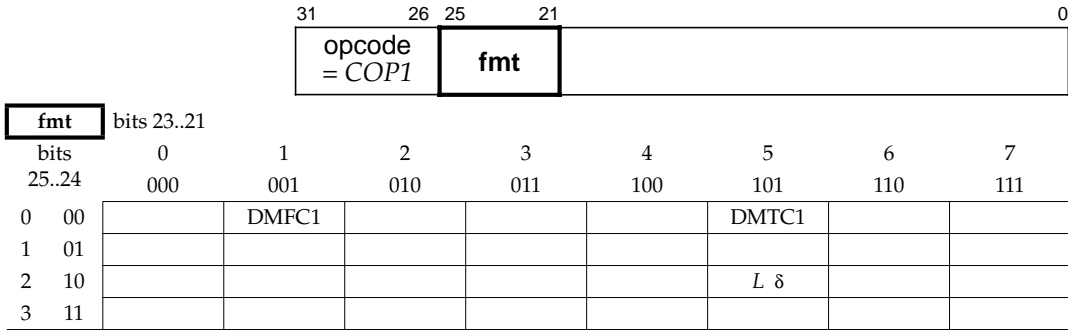 31 26 25 21 0
opcode
= COP1 fmt
fmt bits 23..21
bits 0 1 2 3 4 5 6 7
25..24 000 001 010 011 100 101 110 111
0 00 DMFC1 DMTC1
1 01
2 10 L δ
3 11